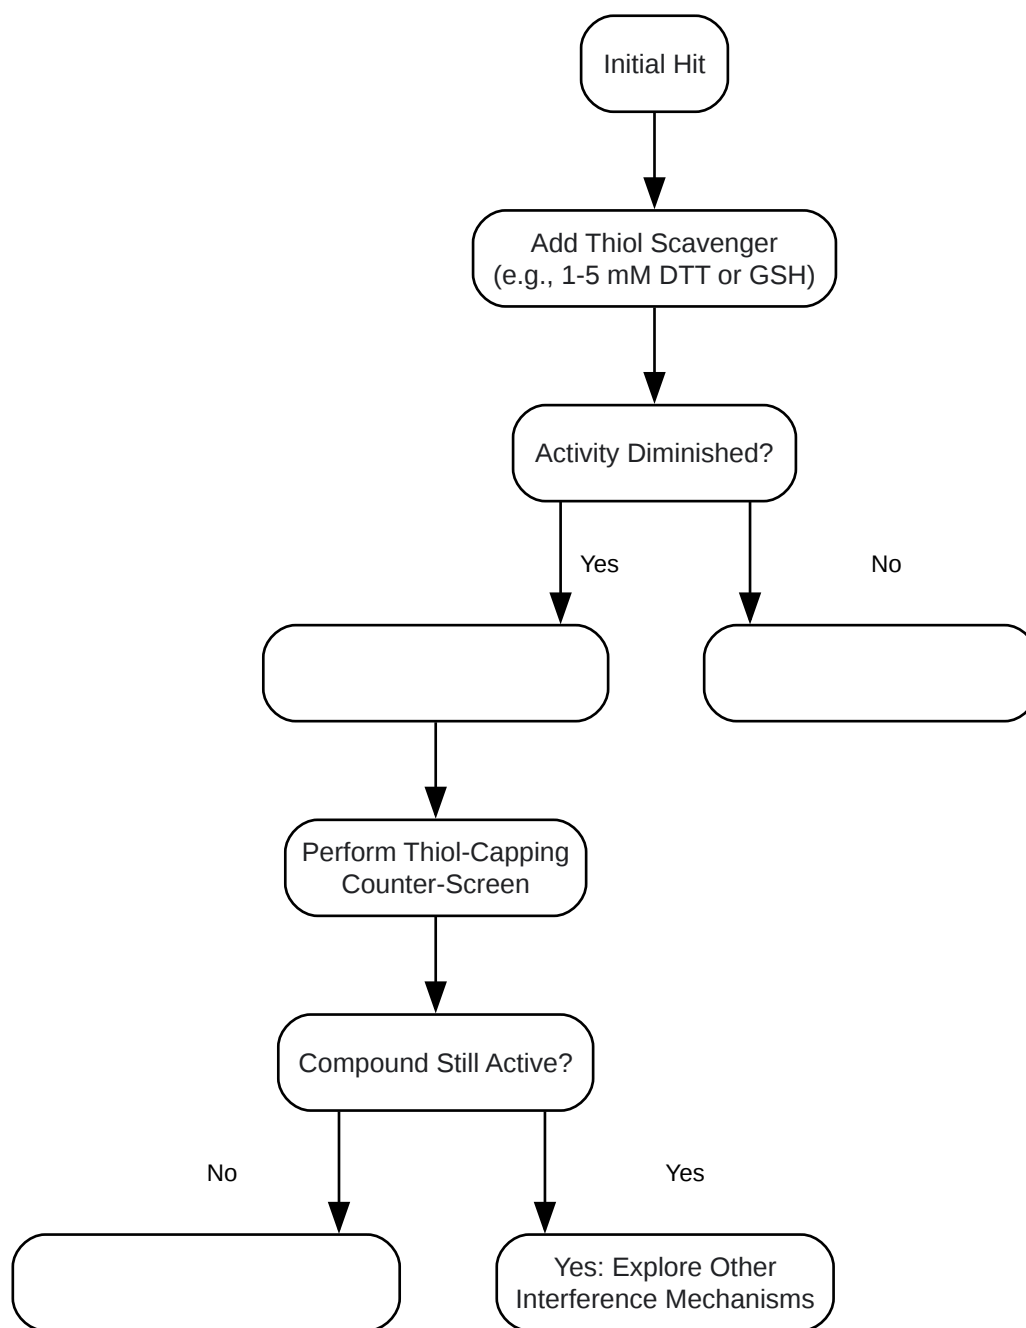 Initial Hit
Add Thiol Scavenger
(e.g., 1-5 mM DTT or GSH)
Activity Diminished?
Yes
No
Perform Thiol-Capping
Counter-Screen
Compound Still Active?
No
Yes
Yes: Explore Other
Interference Mechanisms